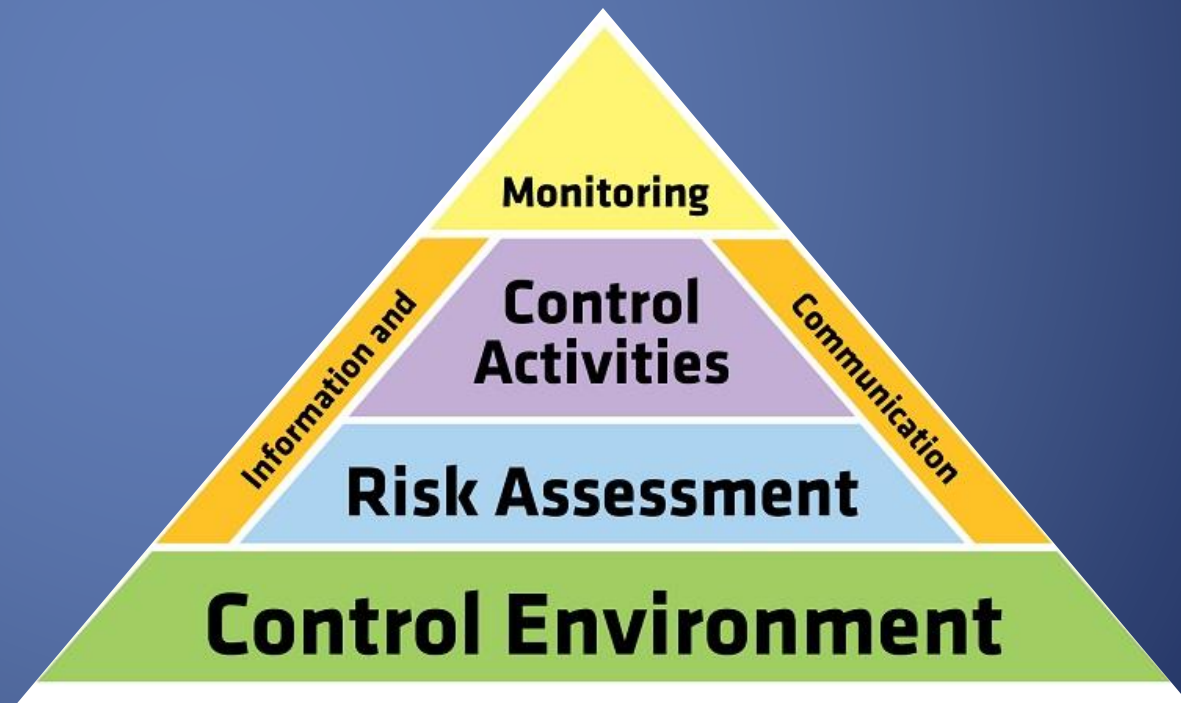 Monitoring
Control
Activities
Information and
Communication
Risk Assessment
Control Environment